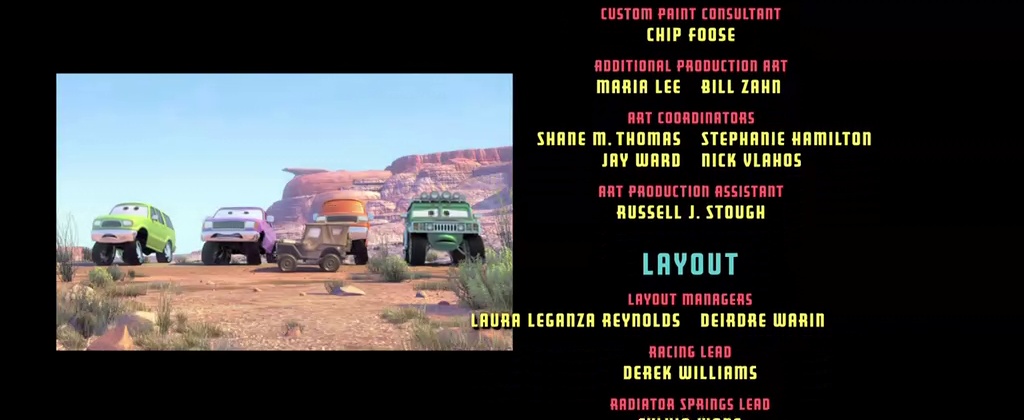 CUSTOM PAINT CONSULTANT
CHIP FOOSE
ADDITIONAL PRODUCTION ART
MARIA LEE BILL ZAHN
ART COORDINATORS
SHANE M. THOMAS STEPHANIE HAMILTON
JAY WARD NICK VLAHOS
ART PRODUCTION ASSISTANT
RUSSELL J. STOUGH
LAYOUT
LAYOUT MANAGERS
LAURA LEGANZA REYNOLDS DEIRDRE WARIN
RACING LEAD
DEREK WILLIAMS
RADIATOR SPRINGS LEAD